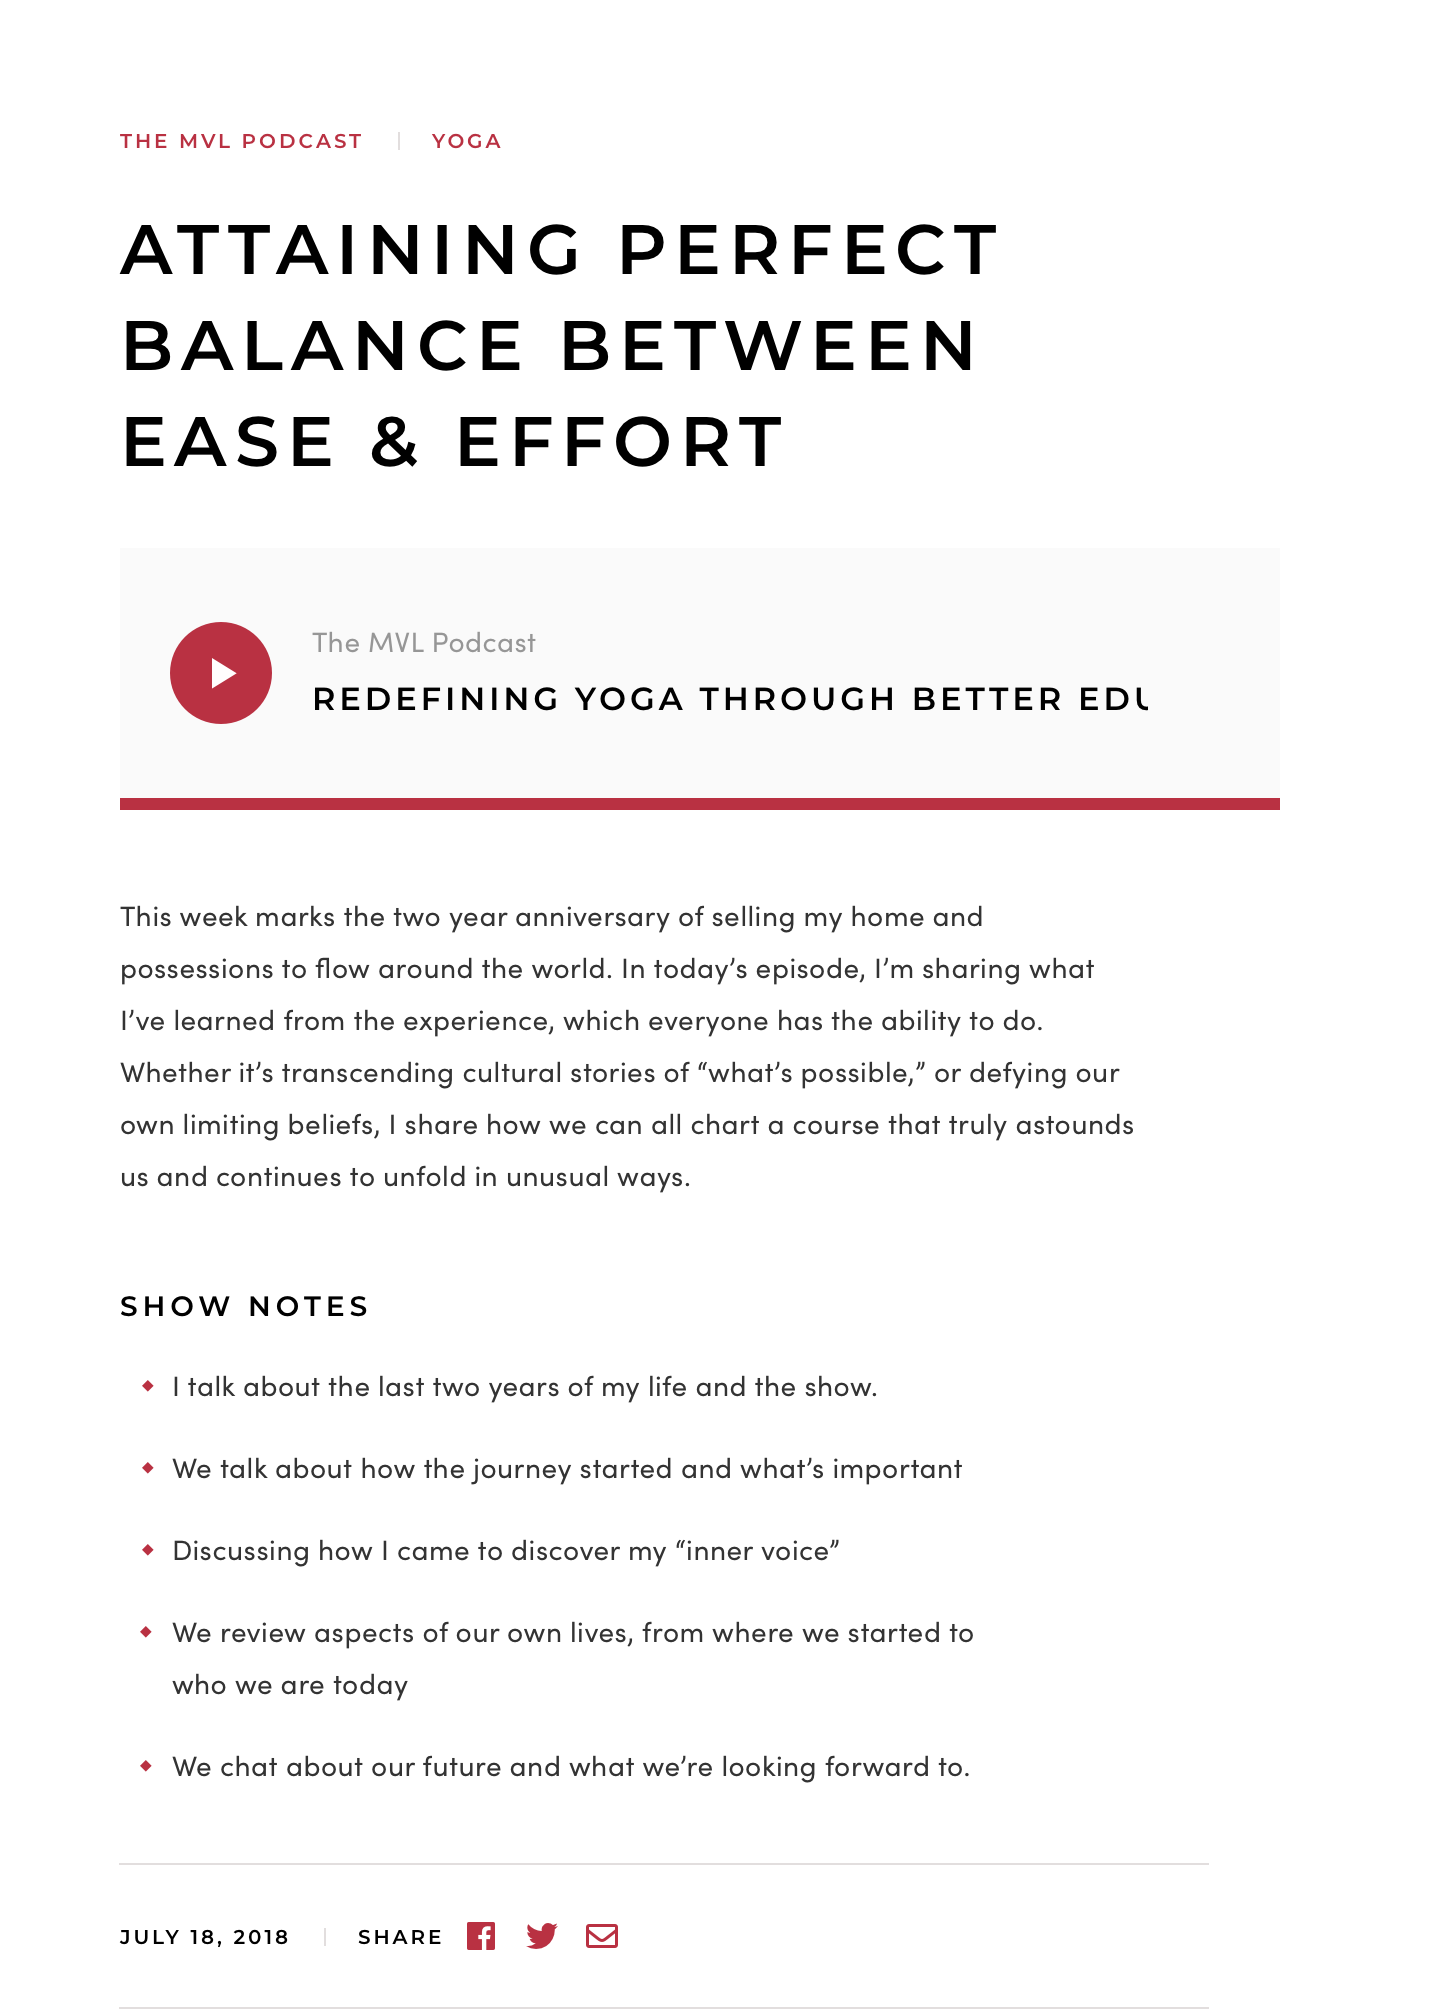 THE MVL PODCAST | YOGA
ATTAINING PERFECT
BALANCE BETWEEN
EASE & EFFORT
The MVL Podcast
REDEFINING YOGA THROUGH BETTER
This week marks the two year anniversary of selling my home and
possessions to flow around the world. In today’s episode, I’m sharing what
I’ve learned from the experience, which everyone has the ability to do.
Whether it’s transcending cultural stories of “what’s possible,” or defying our
own limiting beliefs, I share how we can all chart a course that truly astounds
us and continues to unfold in unusual ways.
SHOW NOTES
I talk about the last two years of my life and the show.
We talk about how the journey started and what’s important
Discussing how I came to discover my “inner voice”
We review aspects of our own lives, from where we started to
who we are today
We chat about our future and what we’re looking forward to.
JULY 18, 2018 | SHARE